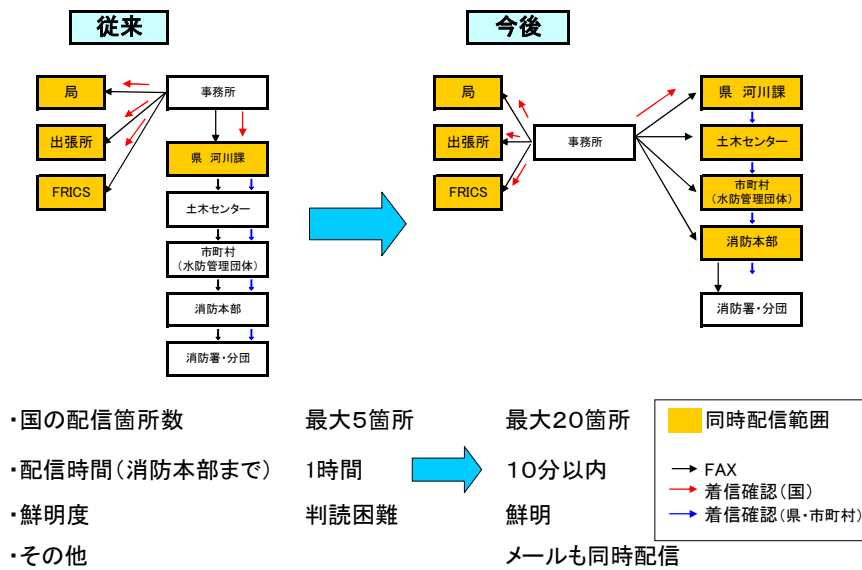 従来
局
事務所
出張所
県 河川課
FRICS
土木センター
市町村
(水防管理団体)
消防本部
消防署・分団
今後
局
県 河川課
出張所
事務所
土木センター
FRICS
市町村
(水防管理団体)
消防本部
消防署・分団
・国の配信箇所数 最大5箇所 最大20箇所
・配信時間(消防本部まで) 1時間 10分以内
・鮮明度 判読困難 鮮明
・その他 メールも同時配信
同時配信範囲
FAX
着信確認(国)
着信確認(県・市町村)